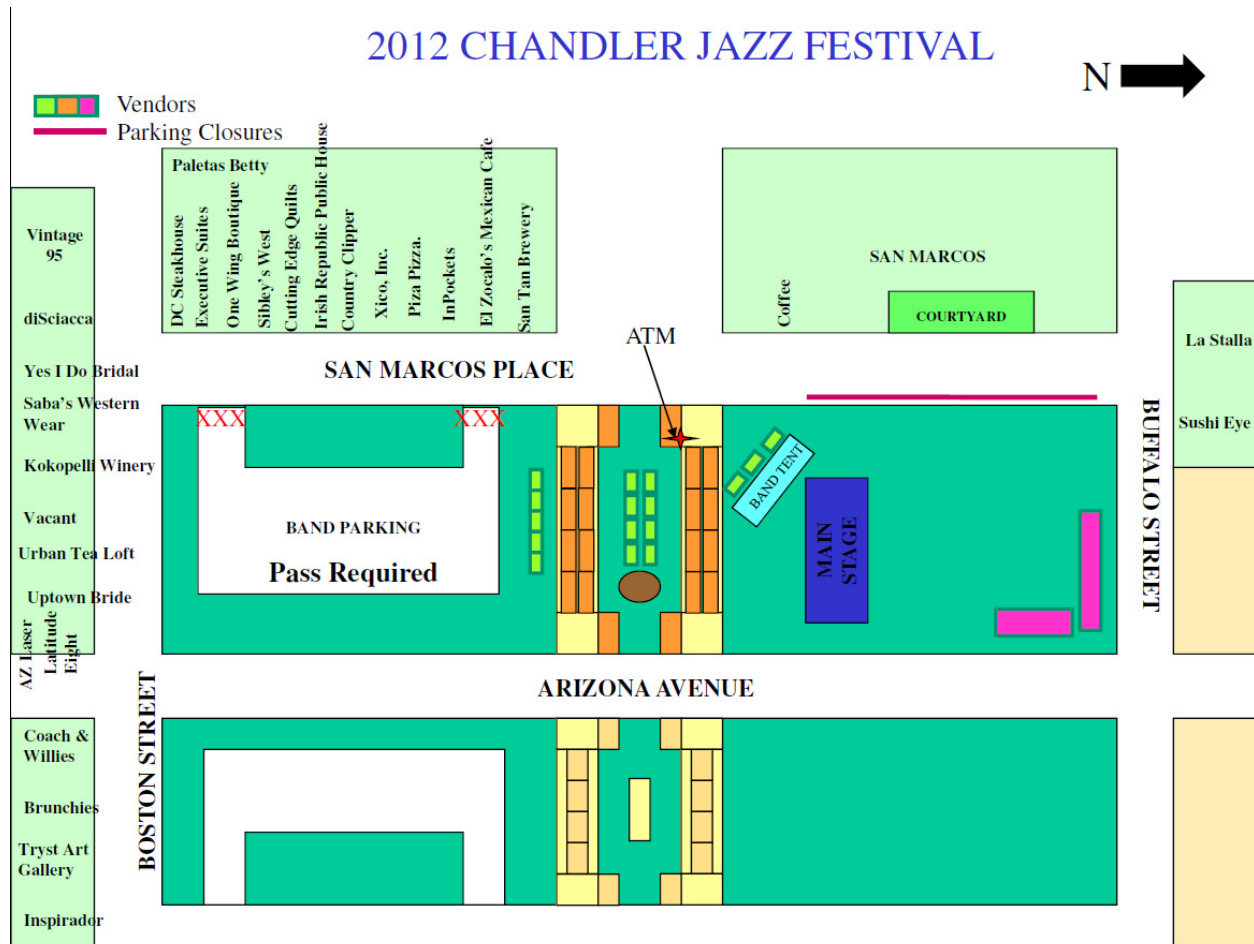 2012 CHANDLER JAZZ FESTIVAL
N
Vendors
Parking Closures
Paletas Betty
DC Steakhouse
Executive Suites
One Wing Boutique
Sibley's West
Cutting Edge Quilts
Irish Republic Public House
Country Clipper
Xico, Inc.
Piza Pizza.
InPockets
El Zocalo's Mexican Cafe
San Tan Brewery
SAN MARCOS
Coffee
COURTYARD
Vintage
95
diSciacca
Yes I Do Bridal
Saba's Western
Wear
Kokopelli Winery
Vacant
Urban Tea Loft
Uptown Bride
AZ Laser
Latitude
Eight
La Stalla
Sushi Eye
ATM
SAN MARCOS PLACE
XXX
XXX
BAND PARKING
Pass Required
BAND TENT
MAIN
STAGE
BUFFALO STREET
ARIZONA AVENUE
BOSTON STREET
Coach &
Willies
Brunchies
Tryst Art
Gallery
Inspirador